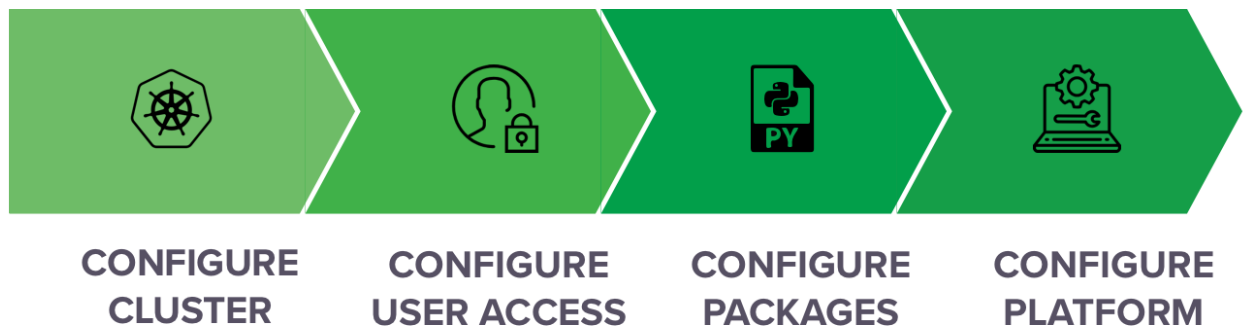 PY
CONFIGURE
CLUSTER
CONFIGURE
USER ACCESS
CONFIGURE
PACKAGES
CONFIGURE
PLATFORM